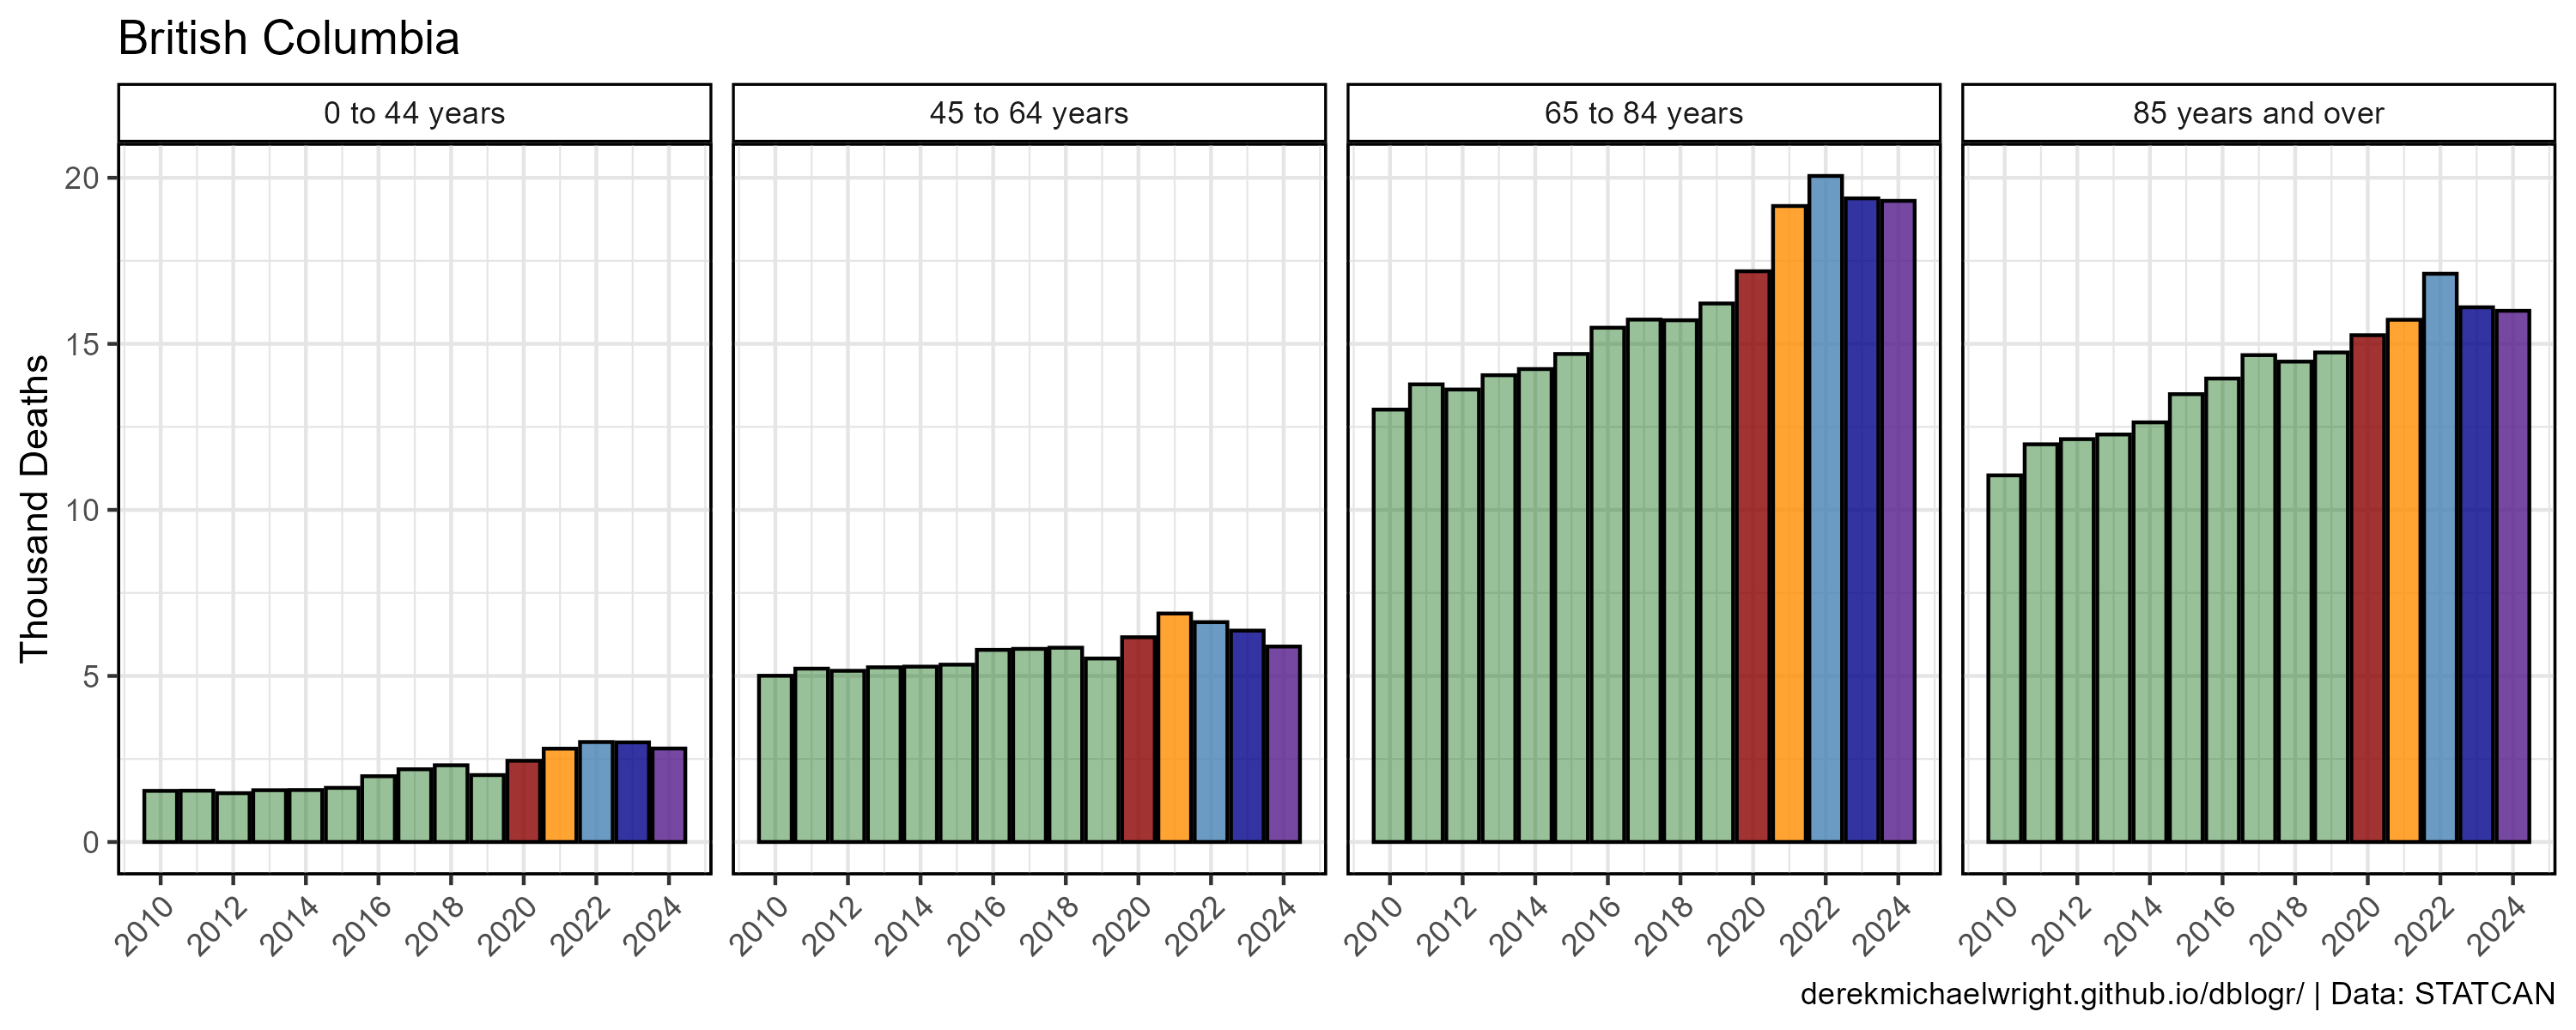 British Columbia
0 to 44 years
45 to 64 years
65 to 84 years
85 years and over
Thousand Deaths
20
15
10
5
0
2010 2012 2014 2016 2018 2020 2022 2024
2010 2012 2014 2016 2018 2020 2022 2024
2010 2012 2014 2016 2018 2020 2022 2024
2010 2012 2014 2016 2018 2020 2022 2024
derekmichaelwright.github.io/dblogr/ | Data: STATCAN